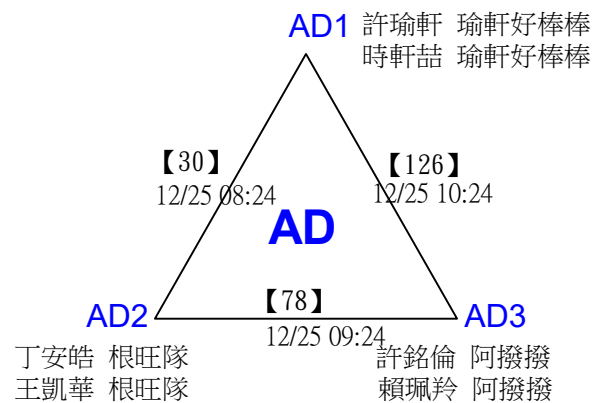 AD1 許瑜軒 瑜軒好棒棒
時軒喆 瑜軒好棒棒
【30】
12/25 08:24
【126】
12/25 10:24
AD
【78】
12/25 09:24
AD2
丁安皓 根旺隊
王凱華 根旺隊
AD3
許銘倫 阿撥撥
賴珮羚 阿撥撥